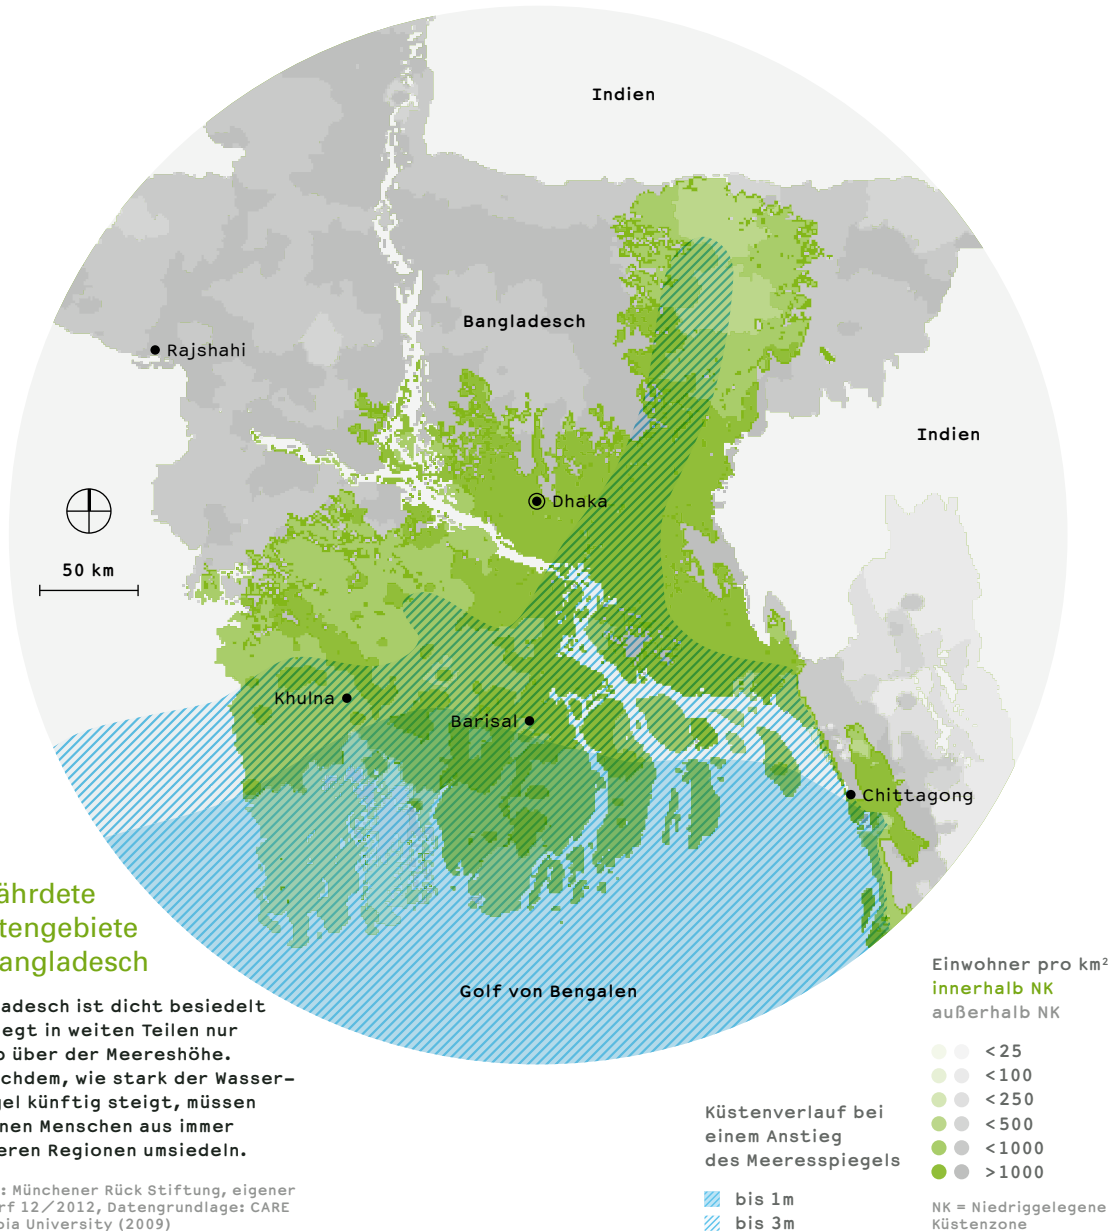 Indien
Bangladesch
Rajshahi
Indien
Dhaka
50 km
Khulna
Barisal
Chittagong
ährdete
tengebiete
angladesch
Golf von Bengalen
adesch ist dicht besiedelt
egt in weiten Teilen nur
über der Meereshöhe.
chdem, wie stark der Wasser-
gel künftig steigt, müssen
nen Menschen aus immer
eren Regionen umsiedeln.
: Münchener Rück Stiftung, eigener
rf 12/2012, Datengrundlage: CARE
bia University (2009)
Küstenverlauf bei
einem Anstieg
des Meeresspiegels
bis 1m
bis 3m
Einwohner pro km²
innerhalb NK
außerhalb NK
<25
<100
<250
<500
<1000
>1000
NK = Niedriggelegene
Küstenzone